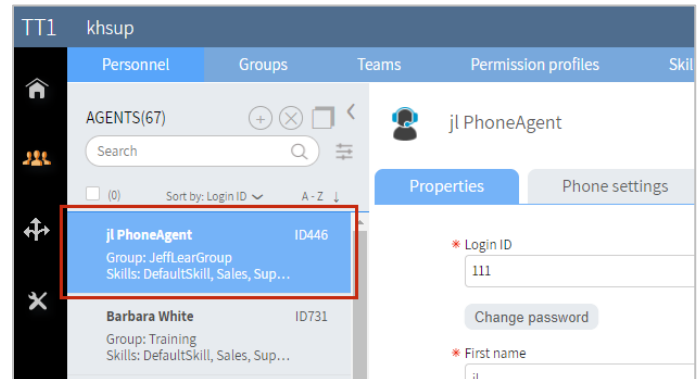 TT1 khsup
Personnel Groups Teams Permission profiles Skil
AGENTS(67)
Search
(0) Sort by: Login ID A - Z ↓
jl PhoneAgent ID446
Group: JeffLearGroup
Skills: DefaultSkill, Sales, Sup...
Barbara White ID731
Group: Training
Skills: DefaultSkill, Sales, Sup...
jl PhoneAgent
Properties Phone settings
* Login ID
111
Change password
* First name
jl